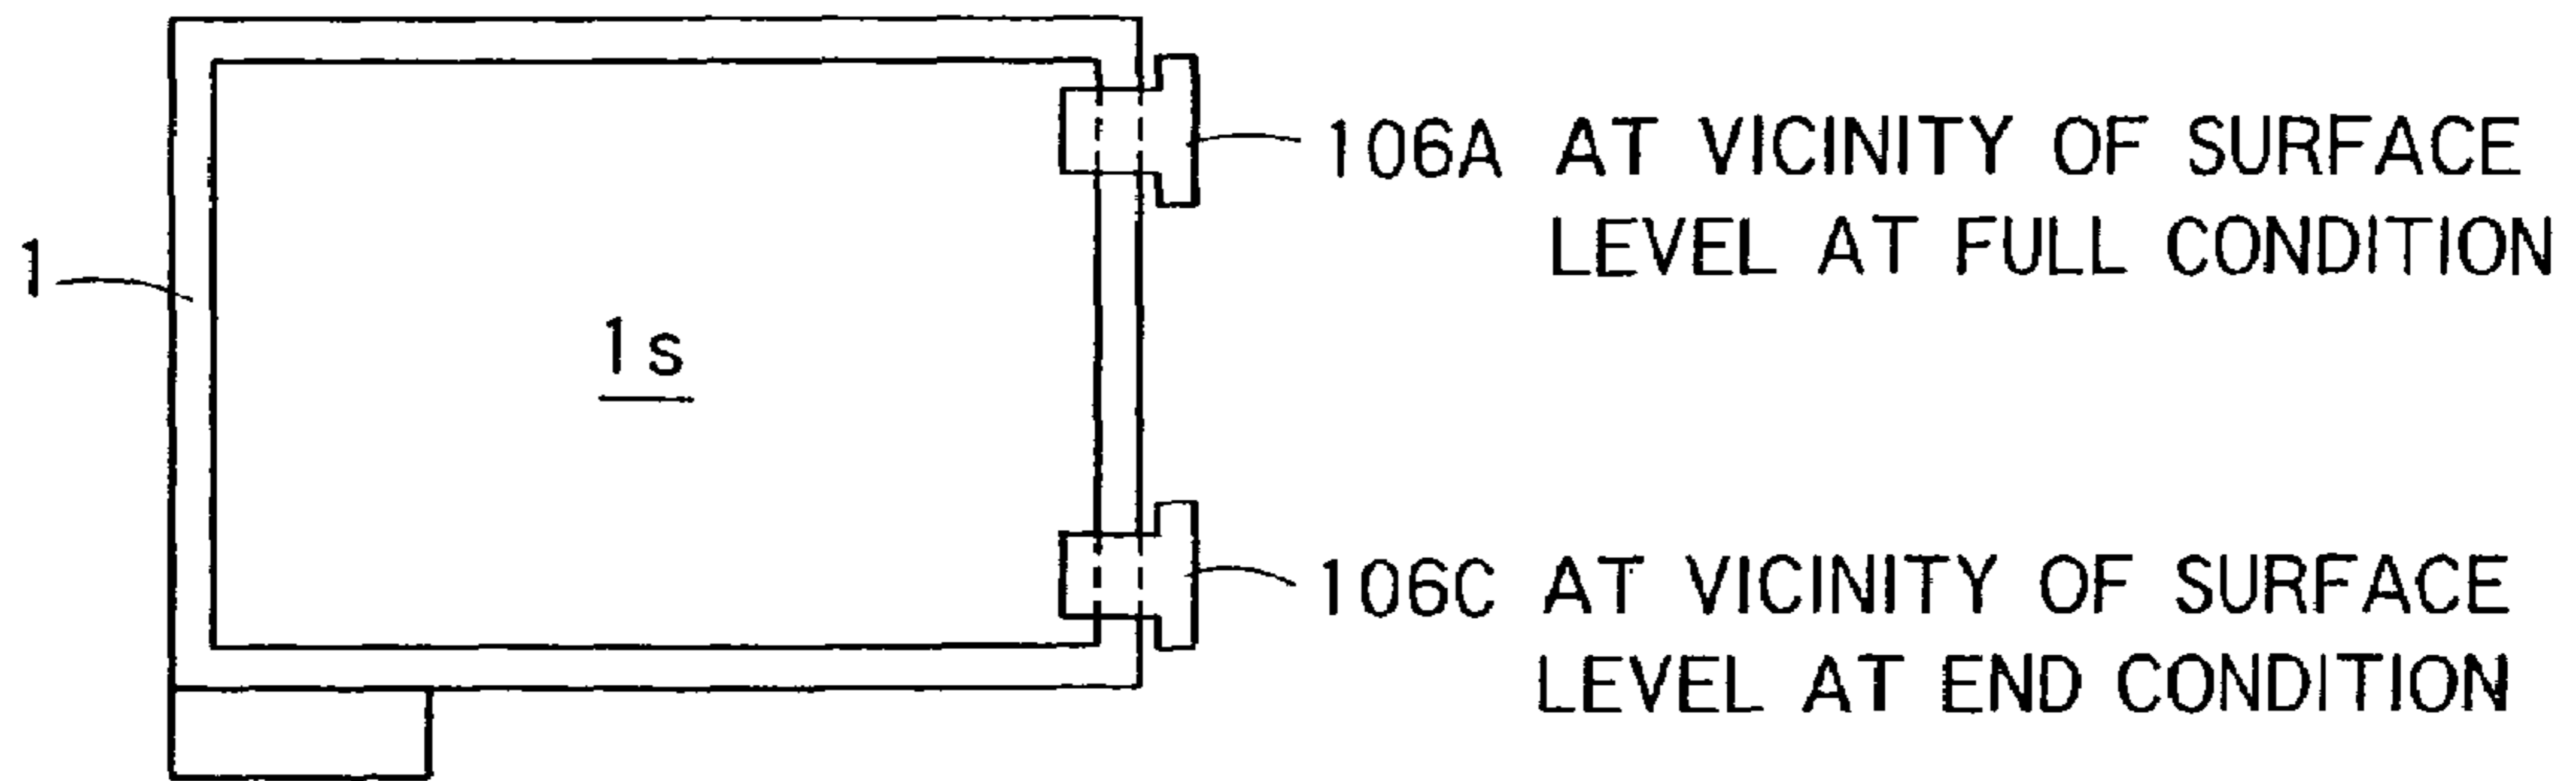 106A AT VICINITY OF SURFACE
LEVEL AT FULL CONDITION
1
1s
106C AT VICINITY OF SURFACE
LEVEL AT END CONDITION